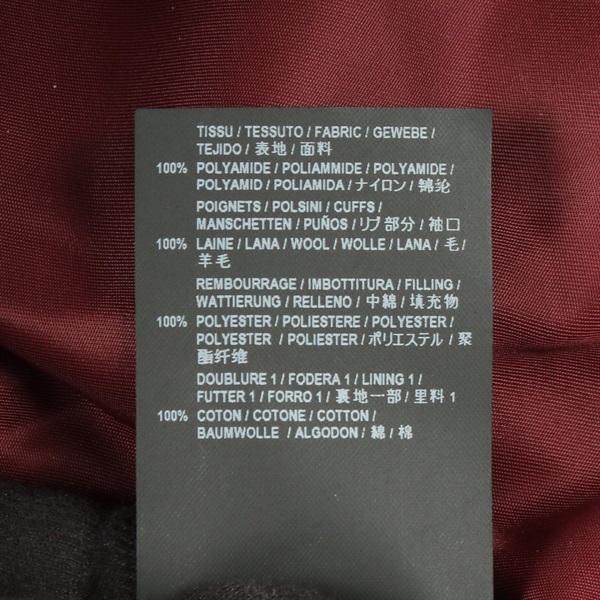 TISSU / TESSUTO / FABRIC / GEWEBE /
TEJIDO / 表地 / 面料
100% POLYAMIDE / POLIAMMIDE / POLYAMIDE /
POLYAMID / POLIAMIDA / ナイロン / 锦纶
POIGNETS / POLSINI / CUFFS /
MANSCHETTEN / PUÑOS / リブ部分 / 袖口
100% LAINE / LANA / WOOL / WOLLE / LANA / 毛 /
羊毛
REMBOURRAGE / IMBOTTITURA / FILLING /
WATTIERUNG / RELLENO / 中綿 / 填充物
100% POLYESTER / POLIESTERE / POLYESTER /
POLYESTER / POLIESTER / ポリエステル / 聚
酯纤维
DOUBLURE 1 / FODERA 1 / LINING 1 /
FUTTER 1 / FORRO 1 / 裏地一部 / 里料 1
100% COTON / COTONE / COTTON /
BAUMWOLLE / ALGODON / 綿 / 棉